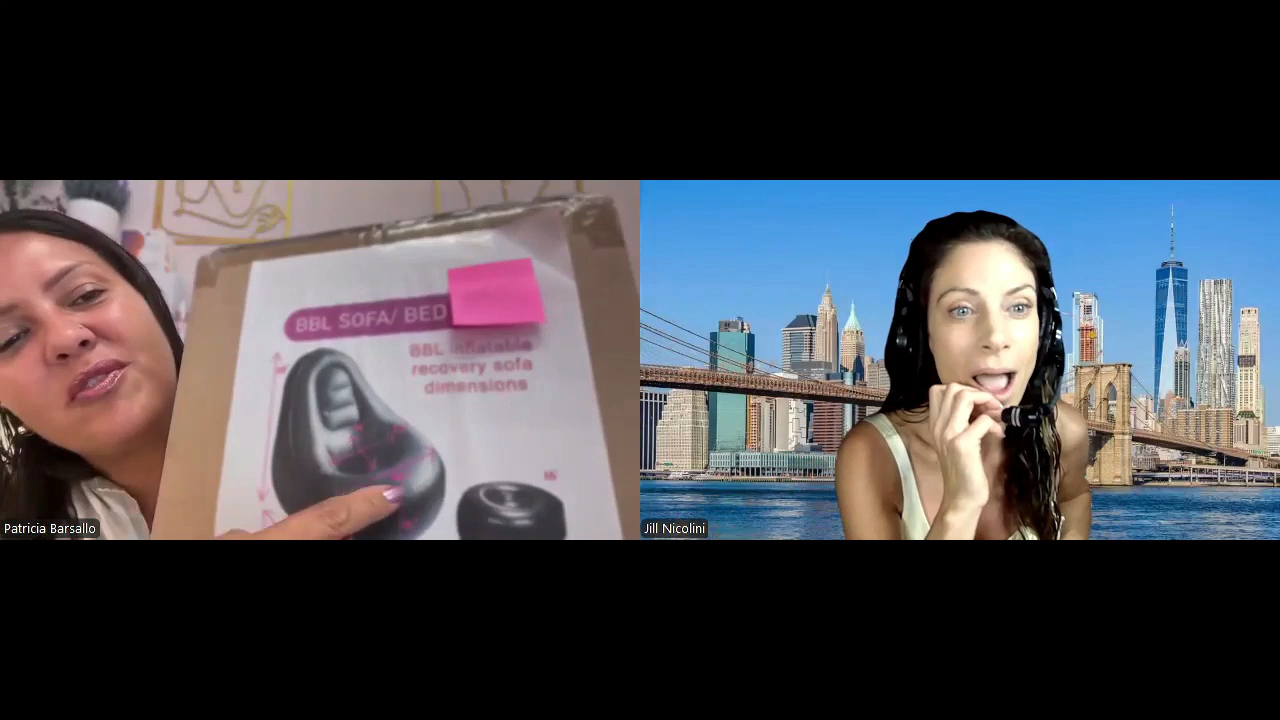 BBL SOFA/ BED
BBL inflatable
recovery sofa
dimensions
Patricia Barsallo
Jill Nicolini